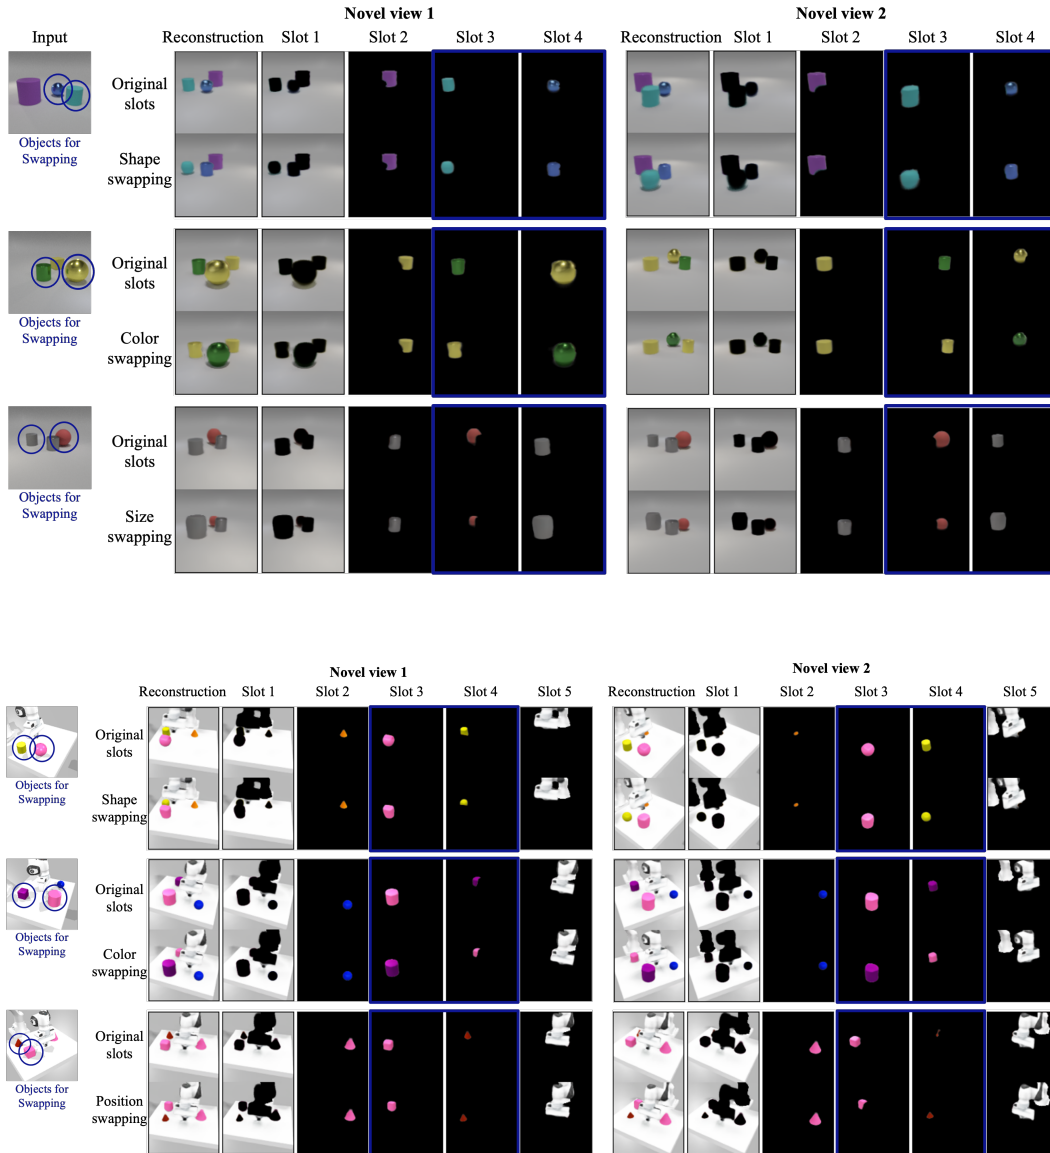 Novel view 1 Novel view 2
Input Reconstruction Slot 1 Slot 2 Slot 3 Slot 4 Reconstruction Slot 1 Slot 2 Slot 3 Slot 4
Original
slots
Objects for
Swapping
Shape
swapping
Original
slots
Objects for
Swapping
Color
swapping
Original
slots
Objects for
Swapping
Size
swapping
Novel view 1 Novel view 2
Reconstruction Slot 1 Slot 2 Slot 3 Slot 4 Slot 5 Reconstruction Slot 1 Slot 2 Slot 3 Slot 4 Slot 5
Original
slots
Objects for
Swapping
Shape
swapping
Original
slots
Objects for
Swapping
Color
swapping
Original
slots
Objects for
Swapping
Position
swapping